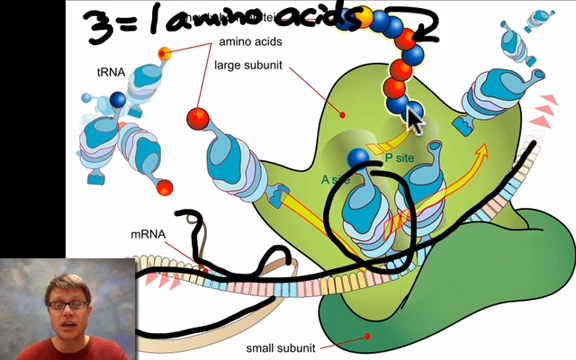 3 = 1 amino acids
amino acids
large subunit
tRNA
P site
A site
mRNA
small subunit